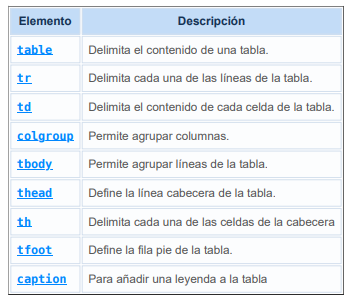 Elemento Descripción
table Delimita el contenido de una tabla.
tr Delimita cada una de las líneas de la tabla.
td Delimita el contenido de cada celda de la tabla.
colgroup Permite agrupar columnas.
tbody Permite agrupar líneas de la tabla.
thead Define la línea cabecera de la tabla.
th Delimita cada una de las celdas de la cabecera
tfoot Define la fila pie de la tabla.
caption Para añadir una leyenda a la tabla